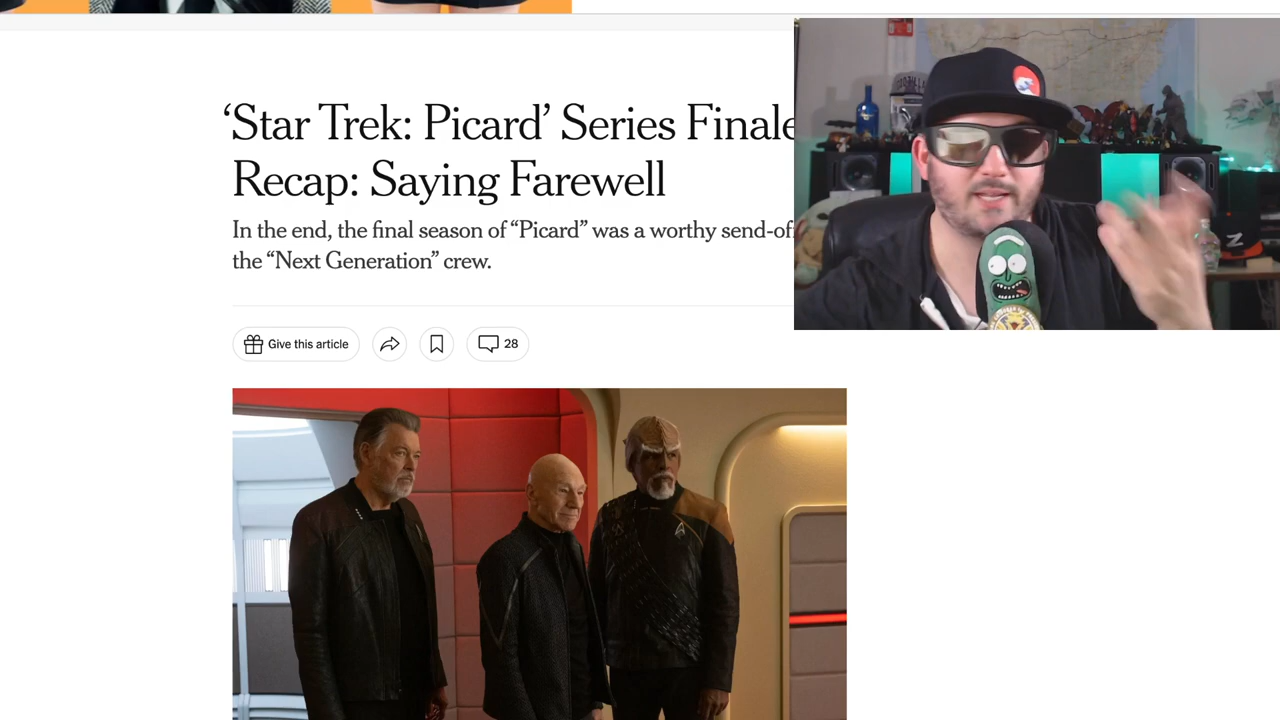 ‘Star Trek: Picard’ Series Finale
Recap: Saying Farewell
In the end, the final season of “Picard” was a worthy send-off
the “Next Generation” crew.
Give this article
28
Z